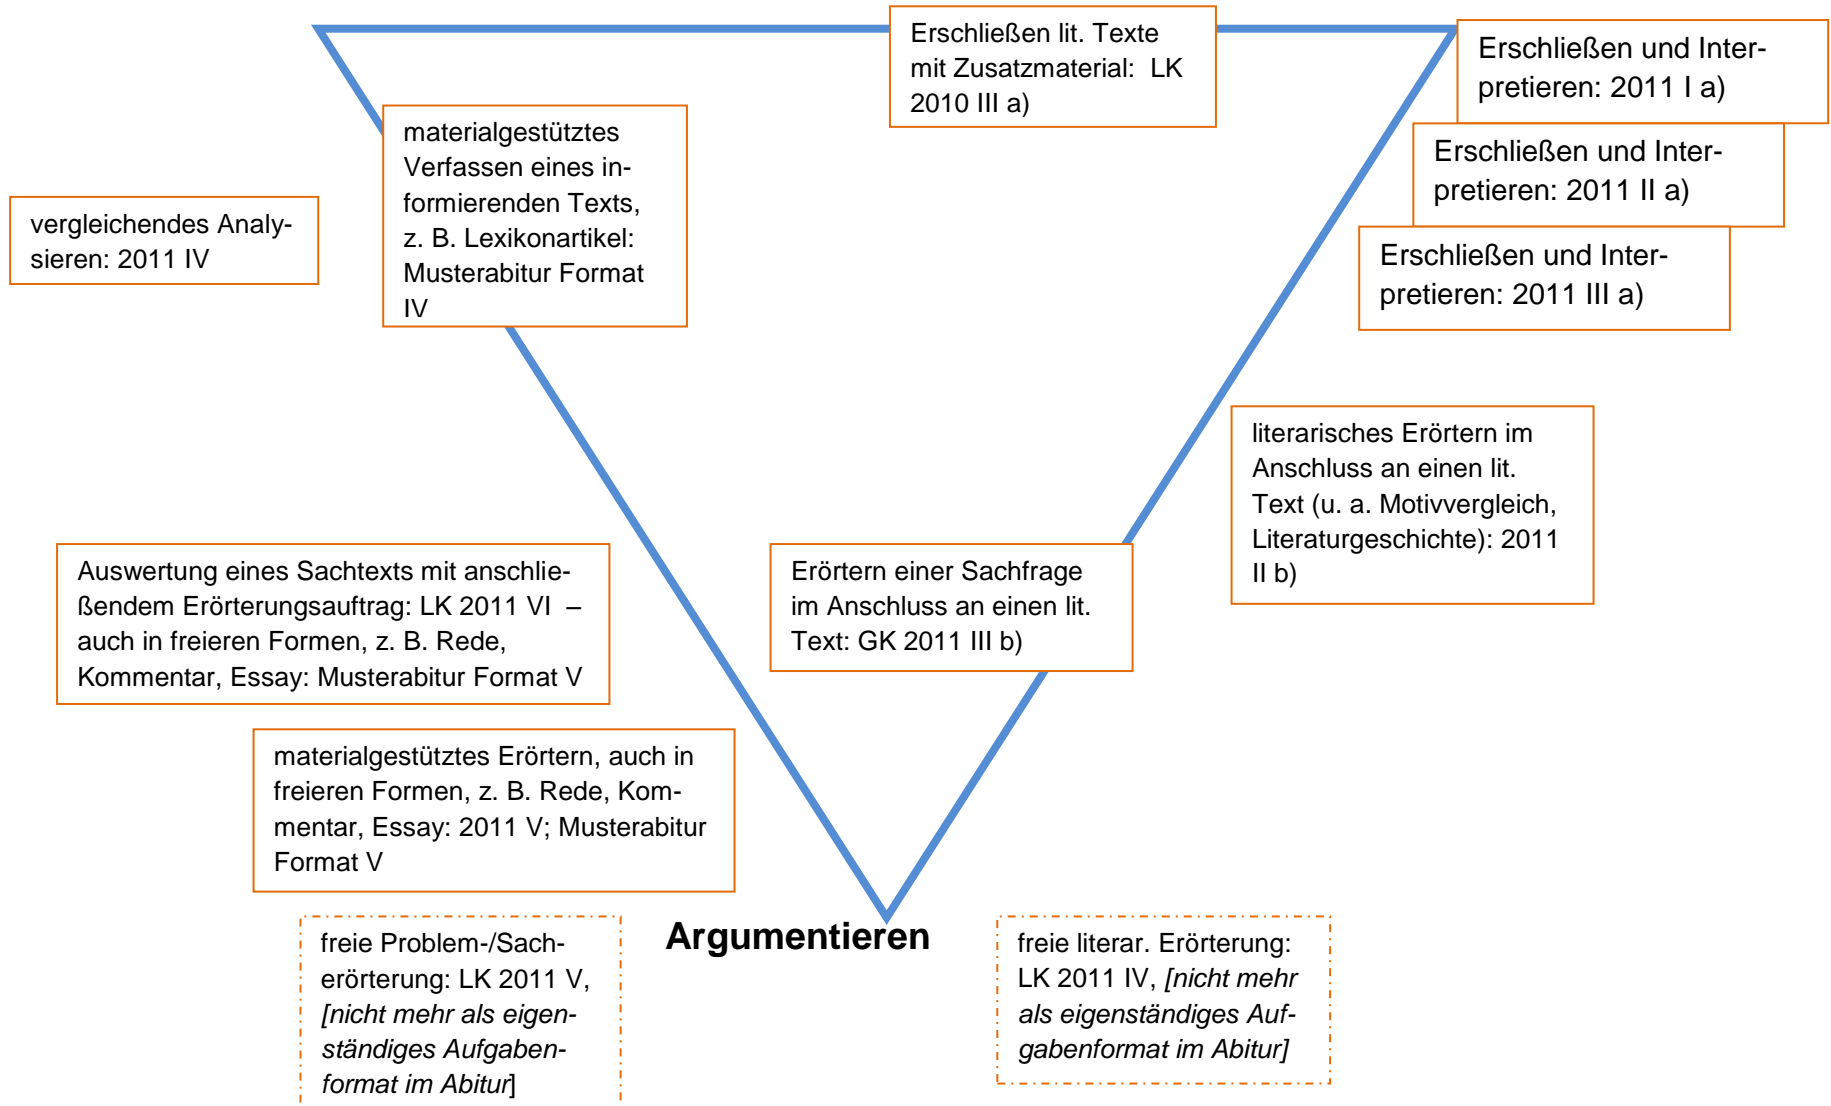 Erschließen lit. Texte
mit Zusatzmaterial: LK
2010 III a)
Erschließen und Inter-
pretieren: 2011 I a)
Erschließen und Inter-
pretieren: 2011 II a)
Erschließen und Inter-
pretieren: 2011 III a)
materialgestütztes
Verfassen eines in-
formierenden Texts,
z. B. Lexikonartikel:
Musterabitur Format
IV
vergleichendes Analy-
sieren: 2011 IV
literarisches Erörtern im
Anschluss an einen lit.
Text (u. a. Motivvergleich,
Literaturgeschichte): 2011
II b)
Auswertung eines Sachtexts mit anschlie-
ßendem Erörterungsauftrag: LK 2011 VI –
auch in freieren Formen, z. B. Rede,
Kommentar, Essay: Musterabitur Format V
Erörtern einer Sachfrage
im Anschluss an einen lit.
Text: GK 2011 III b)
materialgestütztes Erörtern, auch in
freieren Formen, z. B. Rede, Kom-
mentar, Essay: 2011 V; Musterabitur
Format V
Argumentieren
freie Problem-/Sach-
erörterung: LK 2011 V,
[nicht mehr als eigen-
ständiges Aufgaben-
format im Abitur]
freie literar. Erörterung:
LK 2011 IV, [nicht mehr
als eigenständiges Auf-
gabenformat im Abitur]